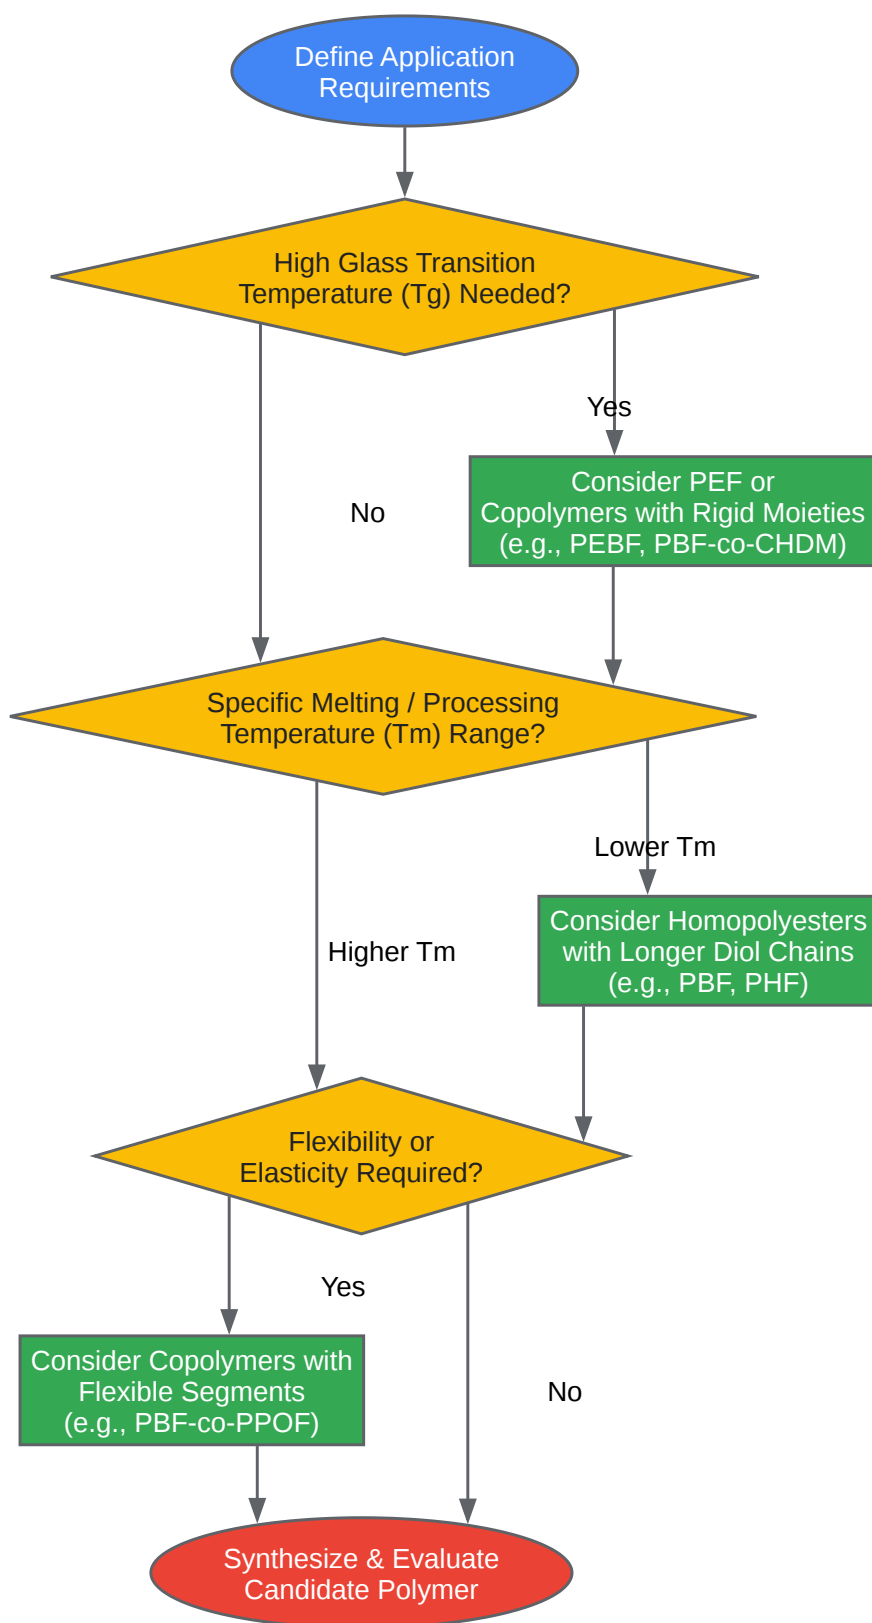 Define Application
Requirements
High Glass Transition
Temperature (Tg) Needed?
Yes
Consider PEF or
Copolymers with Rigid Moieties
(e.g., PEBF, PBF-co-CHDM)
No
Specific Melting / Processing
Temperature (Tm) Range?
Lower Tm
Consider Homopolyesters
with Longer Diol Chains
(e.g., PBF, PHF)
Higher Tm
Flexibility or
Elasticity Required?
Yes
Consider Copolymers with
Flexible Segments
(e.g., PBF-co-PPOF)
No
Synthesize & Evaluate
Candidate Polymer